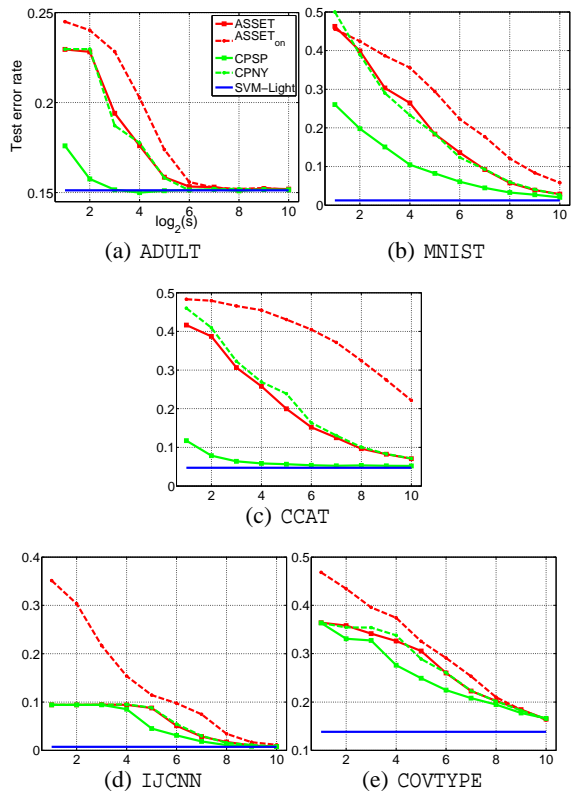 ASSET
ASSET_on
CPSP
CPNY
SVM-Light
0.25
0.2
0.15
Test error rate
2 4 6 8 10
log_2(s)
(a) ADULT
0.5
0.4
0.3
0.2
0.1
0
2 4 6 8 10
(b) MNIST
0.5
0.4
0.3
0.2
0.1
0
2 4 6 8 10
(c) CCAT
0.4
0.3
0.2
0.1
0
2 4 6 8 10
(d) IJCNN
0.5
0.4
0.3
0.2
0.1
2 4 6 8 10
(e) COVTYPE